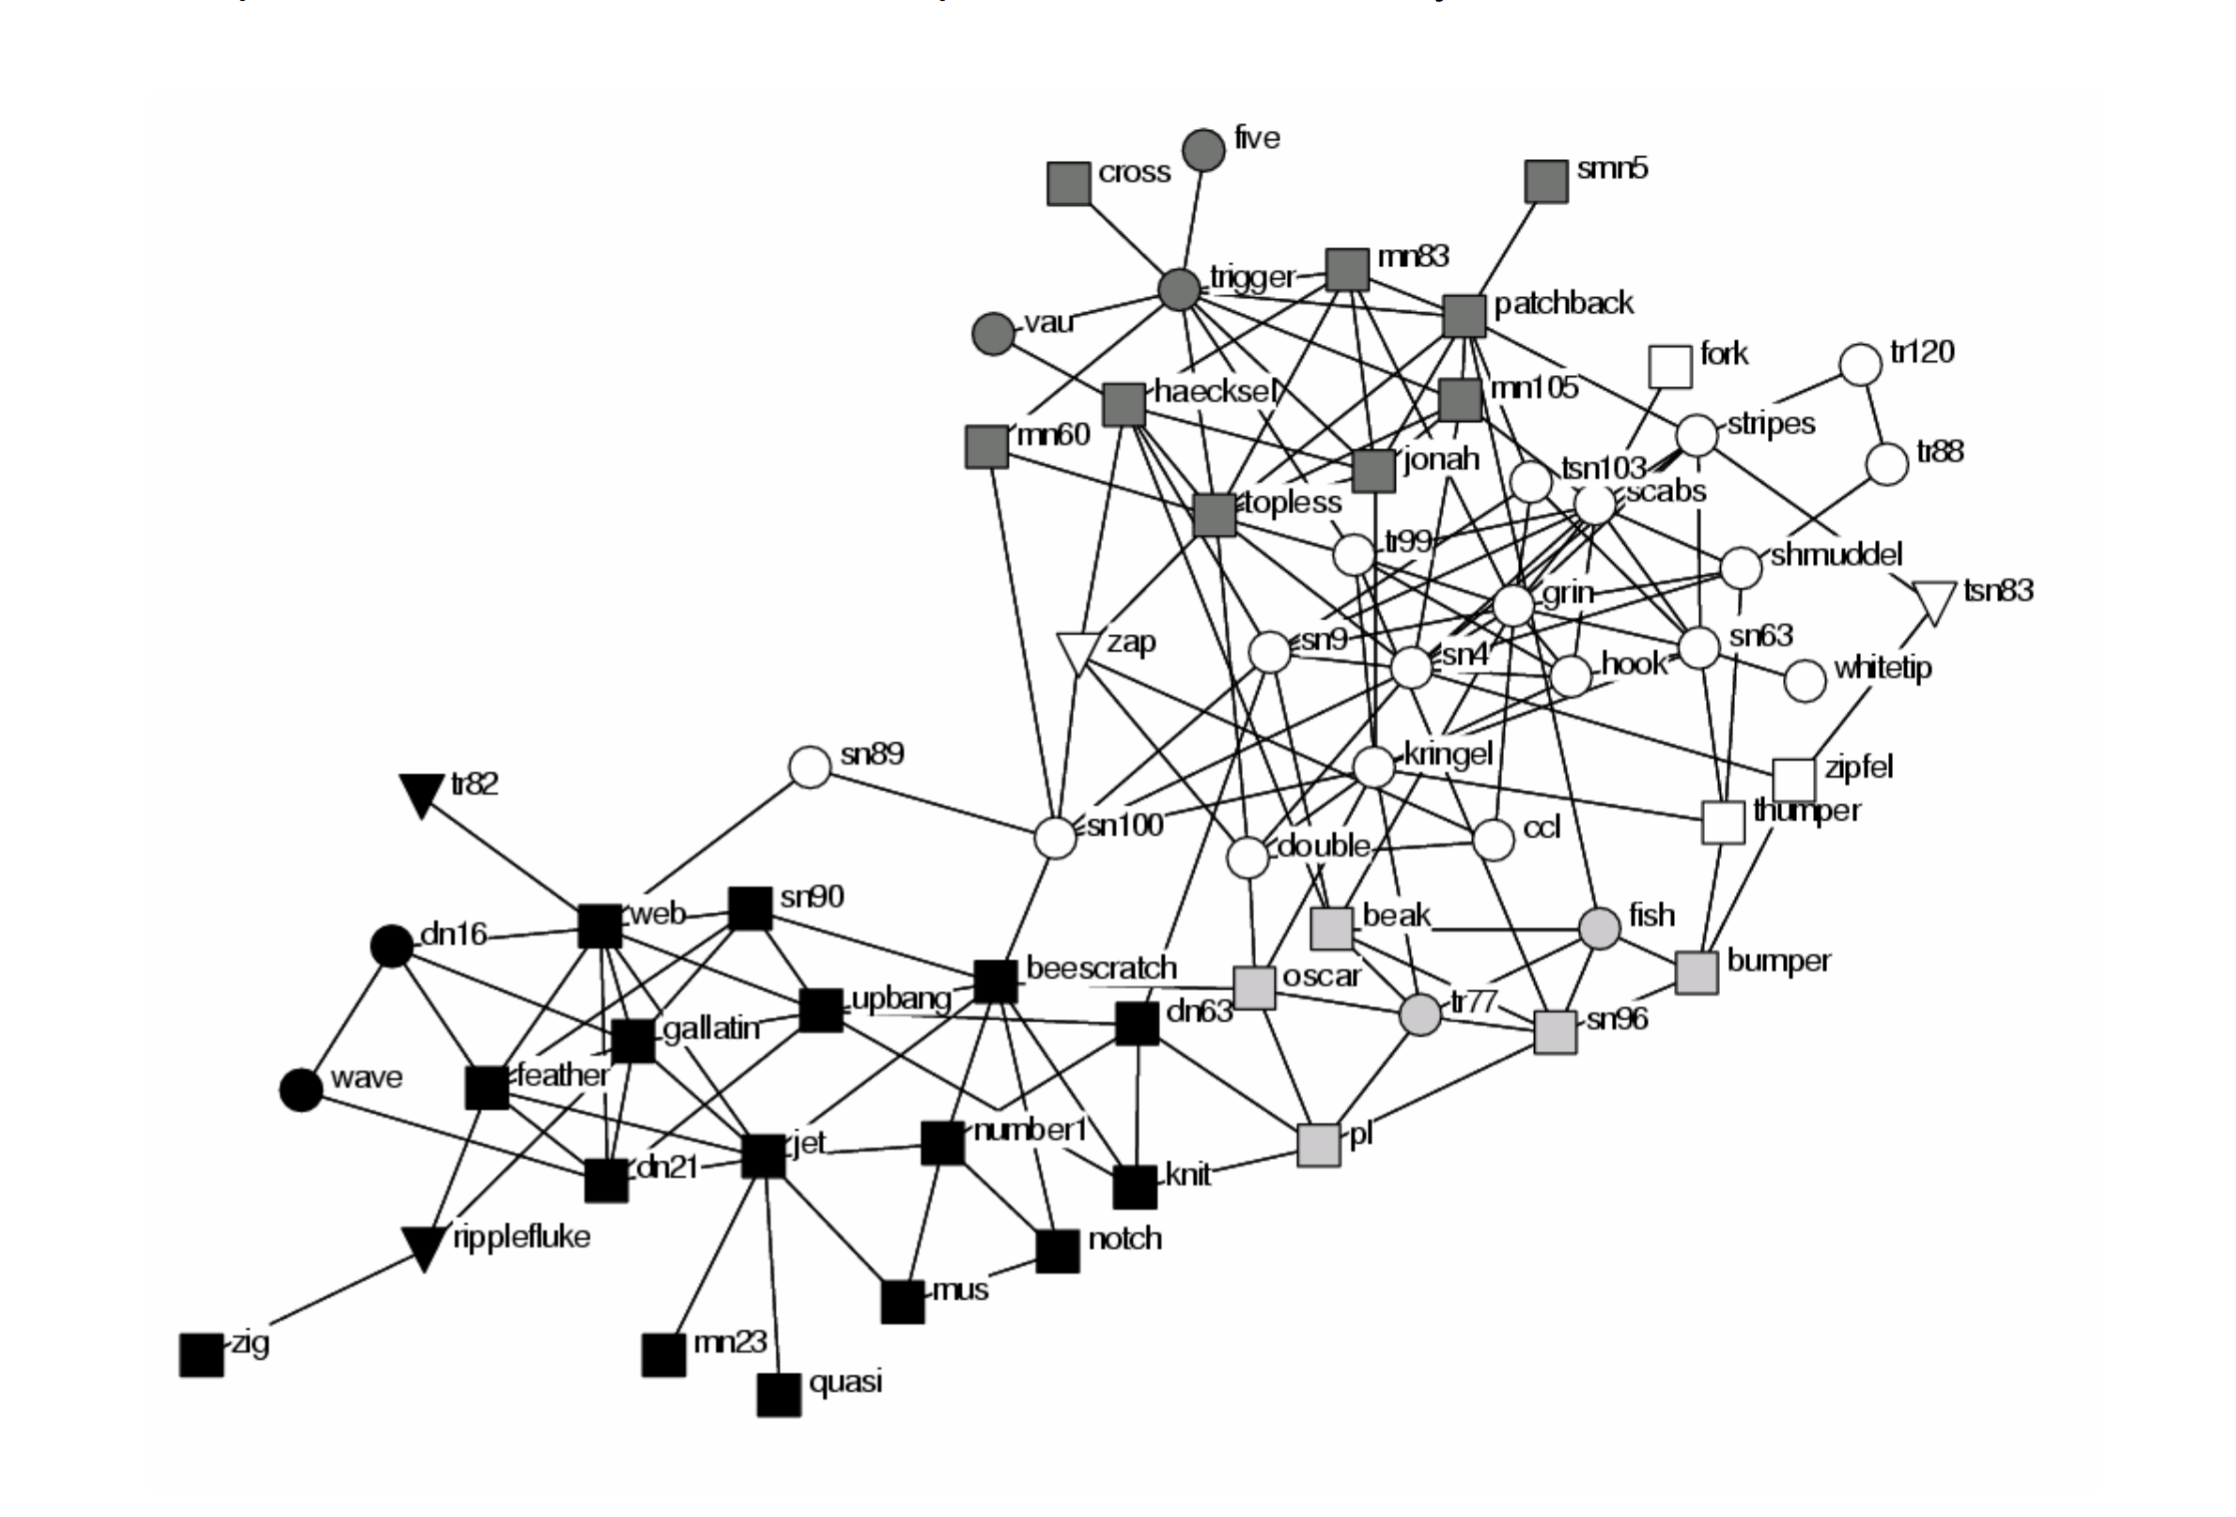 five
cross
smn5
mn83
trigger
patchback
vau
fork
tr120
haecksel
mn105
stripes
mn60
jonah
tsn103
tr88
scabs
topless
tr99
shmuddel
grin
tsn83
zap
sn9
sn4
hook
sn63
whitetip
sn89
kringel
zipfel
tr82
thumper
sn100
double
ccl
sn90
web
beak
fish
dn16
beescratch
oscar
bumper
upbang
dn63
tr77
sn96
gallatin
wave
feather
number1
pl
jet
dn21
knit
ripplefluke
notch
mus
zig
mn23
quasi